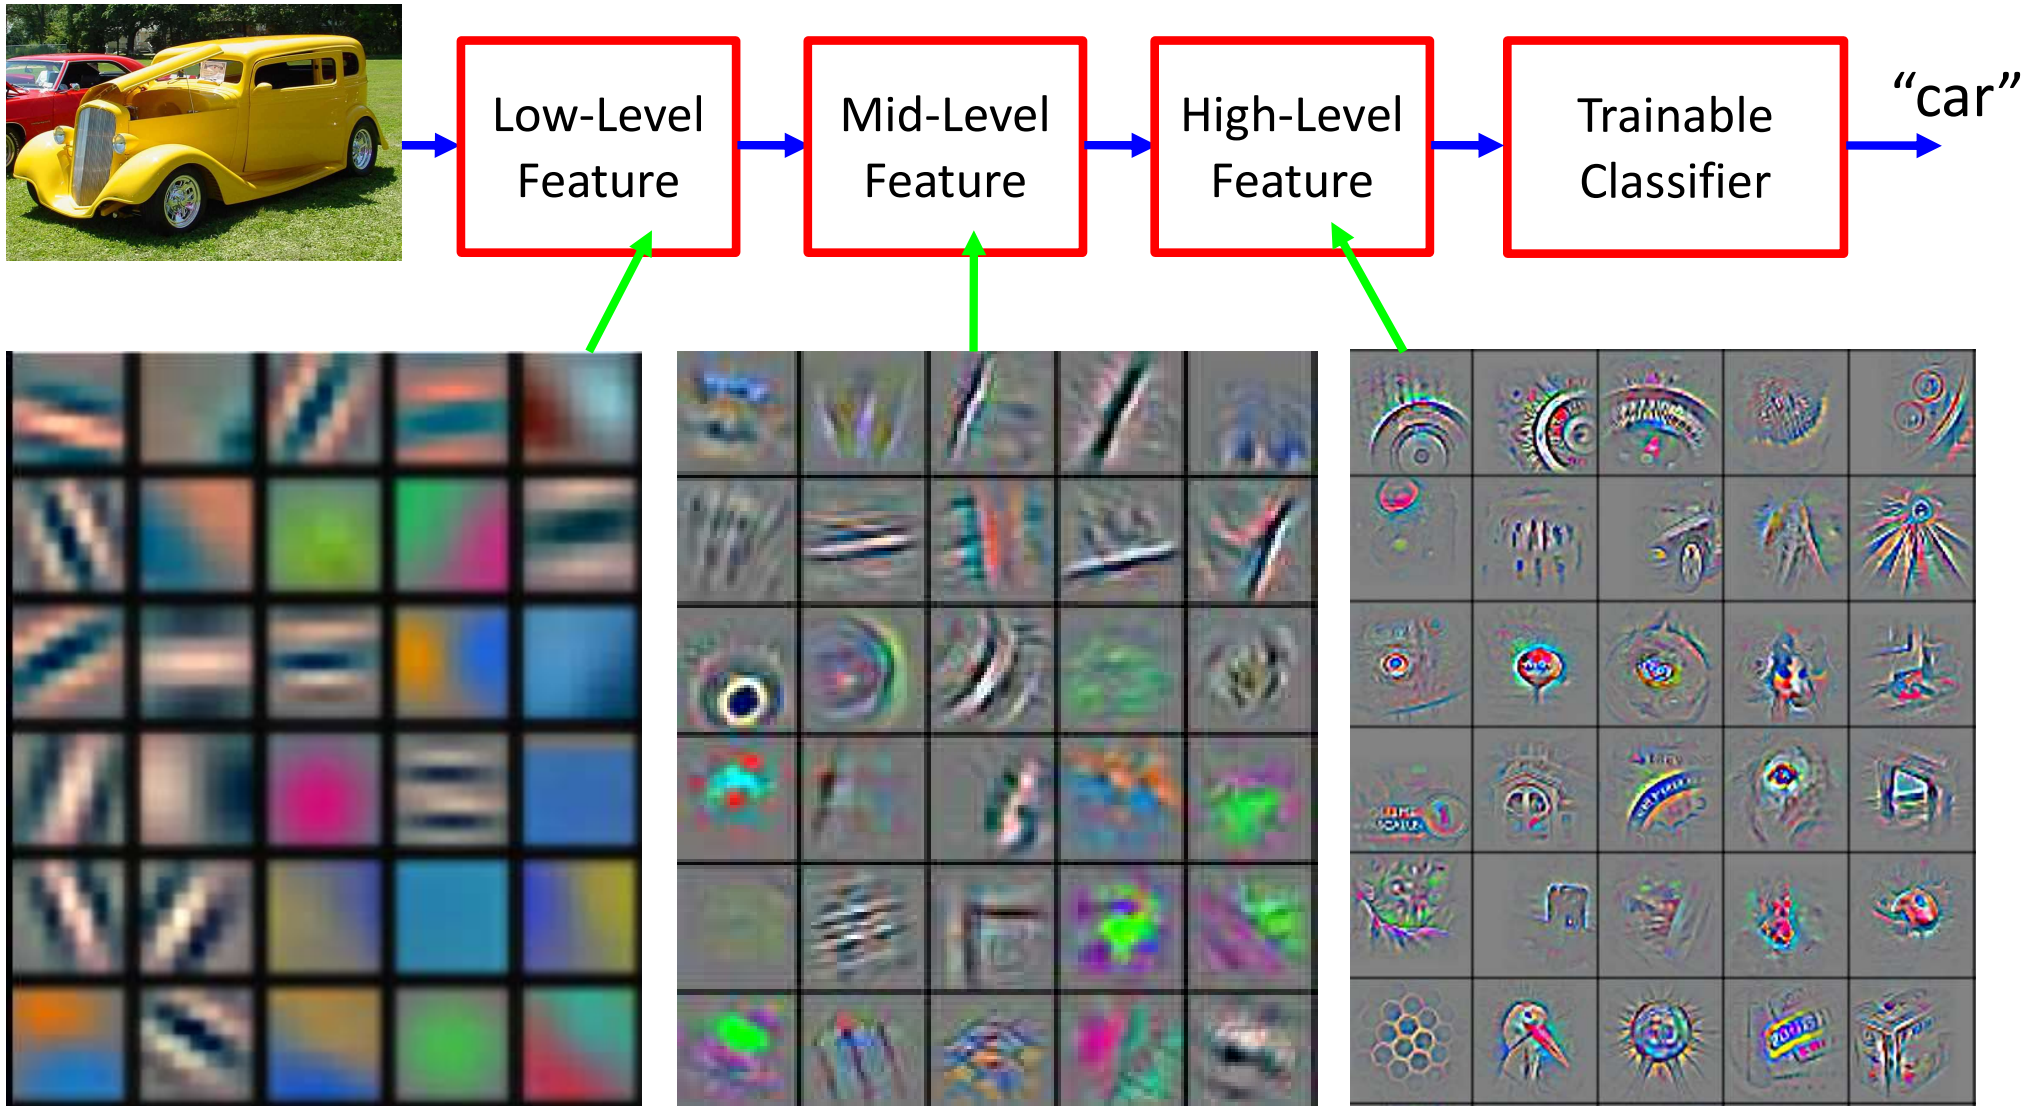 Low-Level
Feature
Mid-Level
Feature
High-Level
Feature
Trainable
Classifier
“car”